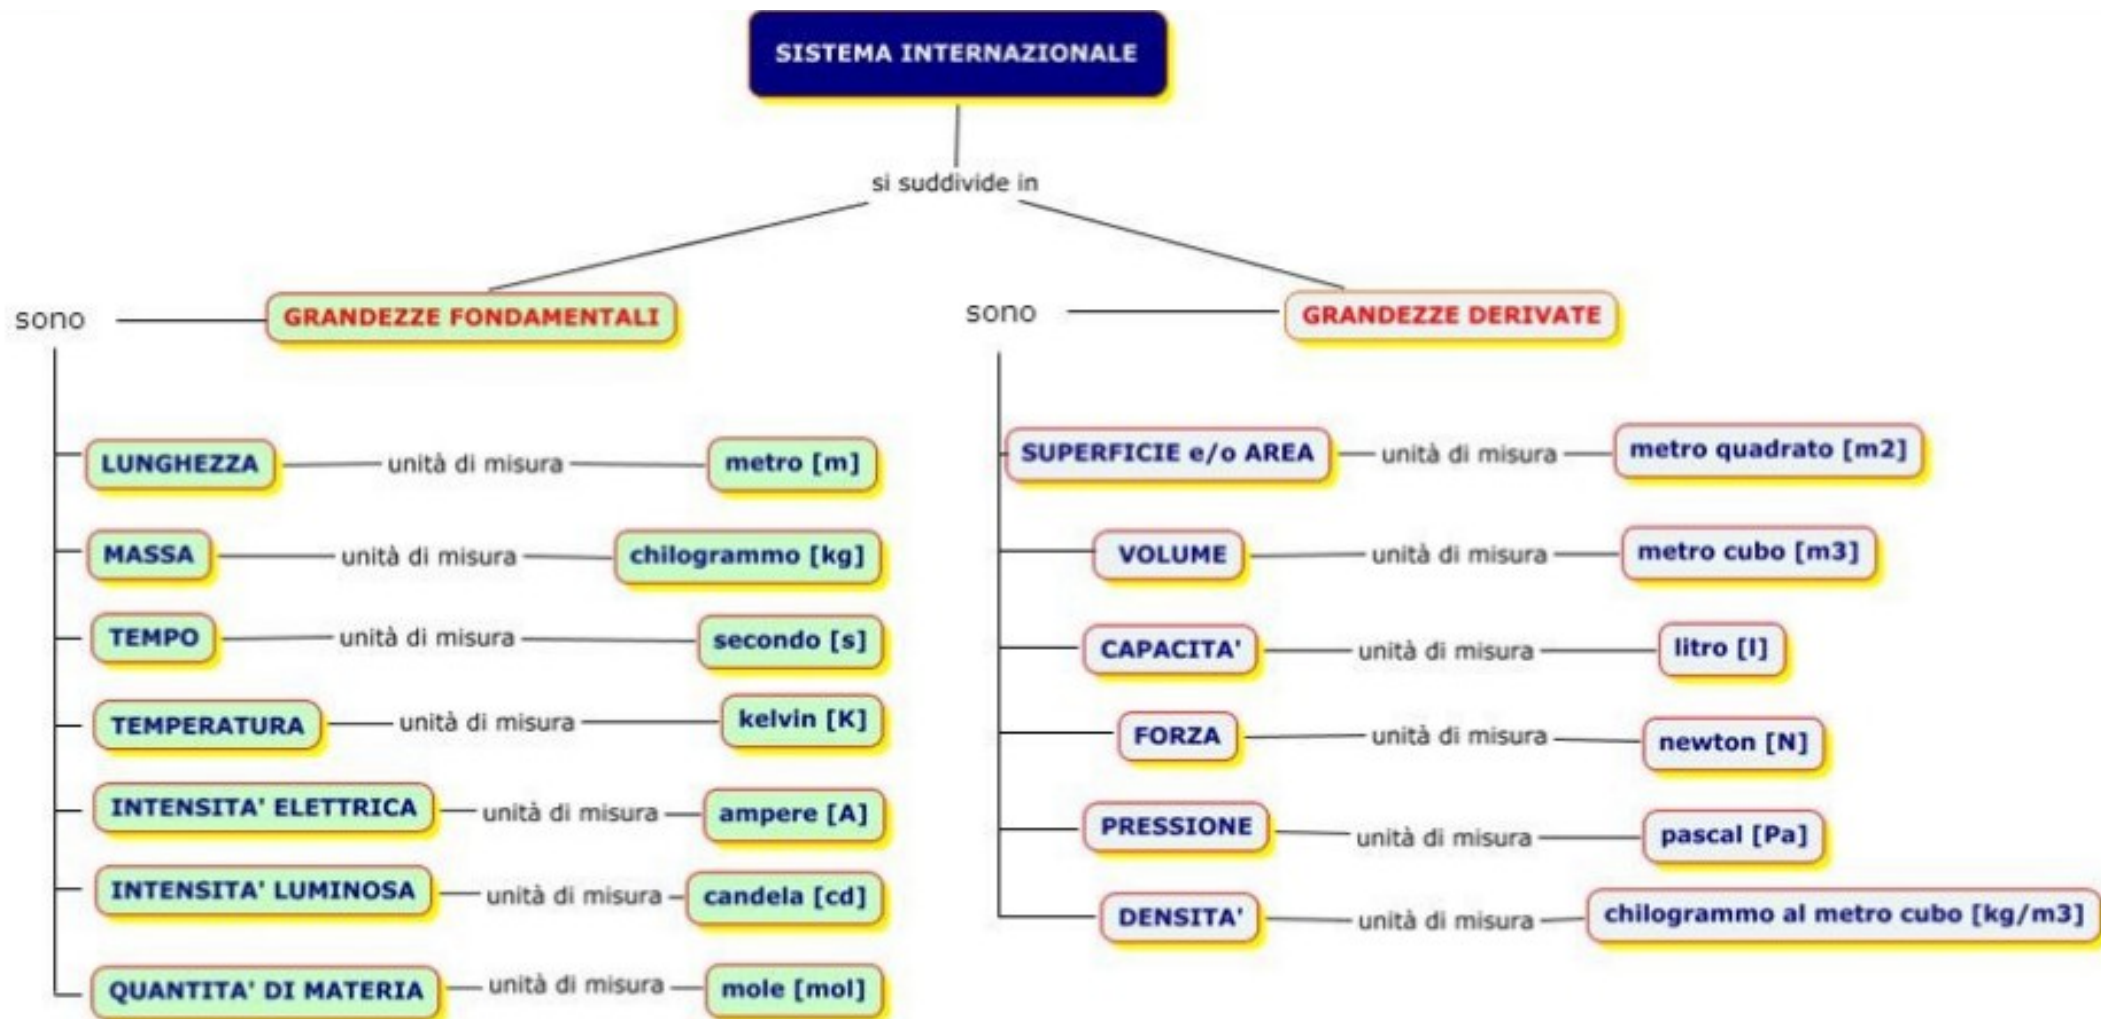 SISTEMA INTERNAZIONALE
si suddivide in
sono
GRANDEZZE FONDAMENTALI
LUNGHEZZA unità di misura metro [m]
MASSA unità di misura chilogrammo [kg]
TEMPO unità di misura secondo [s]
TEMPERATURA unità di misura kelvin [K]
INTENSITA' ELETTRICA unità di misura ampere [A]
INTENSITA' LUMINOSA unità di misura candela [cd]
QUANTITA' DI MATERIA unità di misura mole [mol]
sono
GRANDEZZE DERIVATE
SUPERFICIE e/o AREA unità di misura metro quadrato [m2]
VOLUME unità di misura metro cubo [m3]
CAPACITA' unità di misura litro [l]
FORZA unità di misura newton [N]
PRESSIONE unità di misura pascal [Pa]
DENSITA' unità di misura chilogrammo al metro cubo [kg/m3]